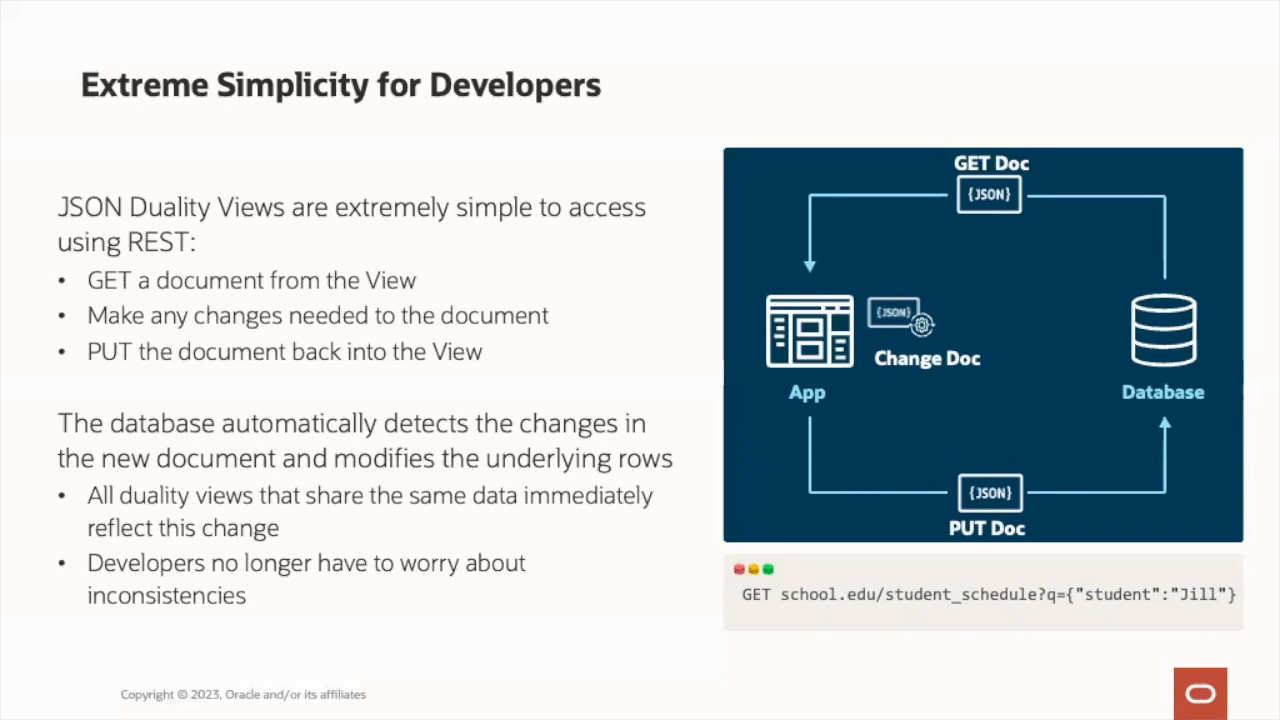 Extreme Simplicity for Developers
JSON Duality Views are extremely simple to access
using REST:
• GET a document from the View
• Make any changes needed to the document
• PUT the document back into the View
The database automatically detects the changes in
the new document and modifies the underlying rows
• All duality views that share the same data immediately
reflect this change
• Developers no longer have to worry about
inconsistencies
GET Doc
{JSON}
{JSON}
Change Doc
App
Database
{JSON}
PUT Doc
GET school.edu/student_schedule?q={"student":"Jill"}
Copyright © 2023, Oracle and/or its affiliates